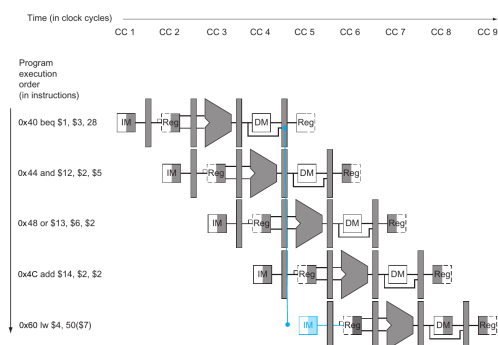 Time (in clock cycles)
CC 1 CC 2 CC 3 CC 4 CC 5 CC 6 CC 7 CC 8 CC 9
Program
execution
order
(in instructions)
0x40 beq $1, $3, 28 IM Reg DM Reg
0x44 and $12, $2, $5 IM Reg DM Reg
0x48 or $13, $6, $2 IM Reg DM Reg
0x4C add $14, $2, $2 IM Reg DM Reg
0x60 lw $4, 50($7) IM Reg DM Reg